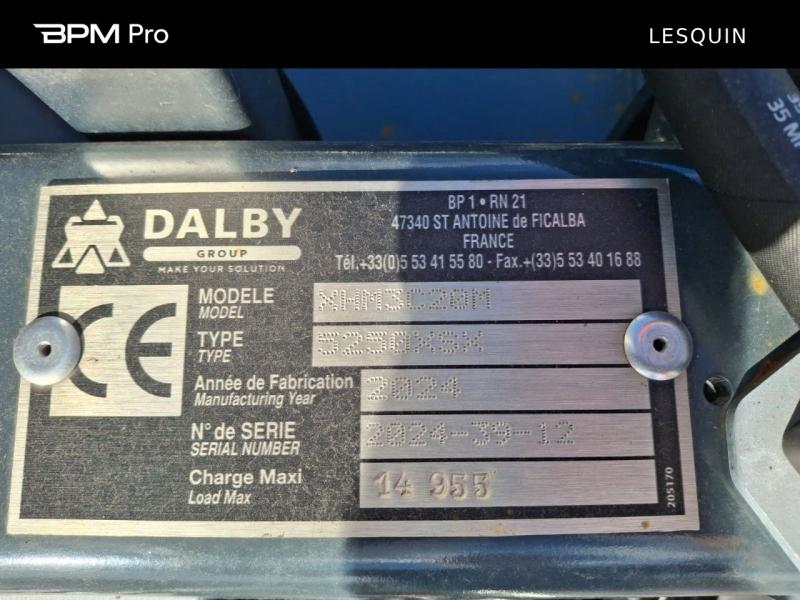 BPM Pro
LESQUIN
35 M
DALBY
GROUP
MAKE YOUR SOLUTION
BP 1 • RN 21
47340 ST ANTOINE de FICALBA
FRANCE
Tél.+33(0)5 53 41 55 80 - Fax.+(33)5 53 40 16 88
CE
MODELE
MODEL
XHM3C20M
TYPE
TYPE
Année de Fabrication
Manufacturing Year
2024
N° de SERIE
SERIAL NUMBER
2024-39-12
Charge Maxi
Load Max
14 955
205170